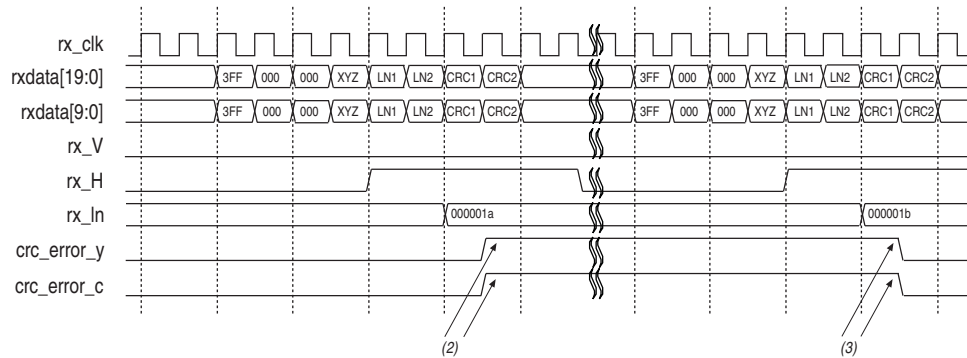 rx_clk
rxdata[19:0] 3FF 000 000 XYZ LN1 LN2 CRC1 CRC2 3FF 000 000 XYZ LN1 LN2 CRC1 CRC2
rxdata[9:0] 3FF 000 000 XYZ LN1 LN2 CRC1 CRC2 3FF 000 000 XYZ LN1 LN2 CRC1 CRC2
rx_V
rx_H
rx_ln 000001a 000001b
crc_error_y
crc_error_c
(2) (3)